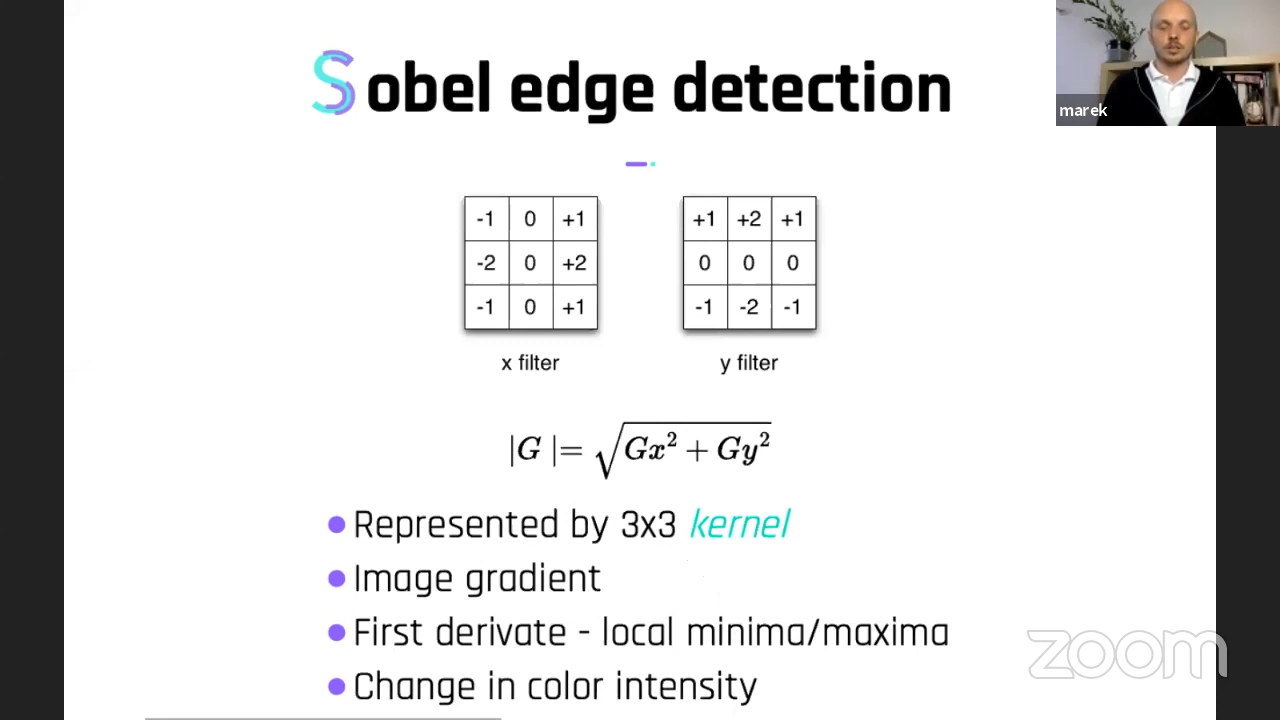 Sobel edge detection
marek
-1 0 +1
-2 0 +2
-1 0 +1
x filter
+1 +2 +1
0 0 0
-1 -2 -1
y filter
|G| = √Gx² + Gy²
Represented by 3x3 kernel
Image gradient
First derivate - local minima/maxima
Change in color intensity
zoom